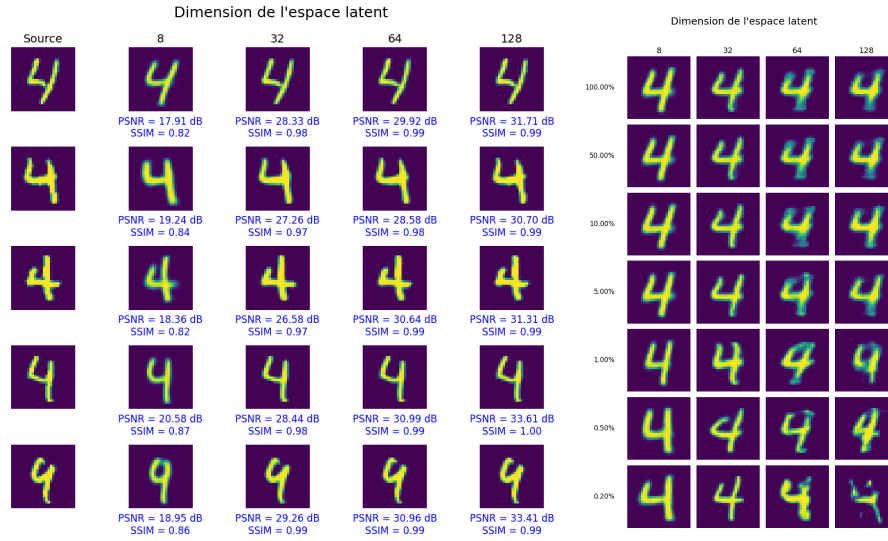 Dimension de l'espace latent
Source 8 32 64 128
PSNR = 17.91 dB PSNR = 28.33 dB PSNR = 29.92 dB PSNR = 31.71 dB
SSIM = 0.82 SSIM = 0.98 SSIM = 0.99 SSIM = 0.99
PSNR = 19.24 dB PSNR = 27.26 dB PSNR = 28.58 dB PSNR = 30.70 dB
SSIM = 0.84 SSIM = 0.97 SSIM = 0.98 SSIM = 0.99
PSNR = 18.36 dB PSNR = 26.58 dB PSNR = 30.64 dB PSNR = 31.31 dB
SSIM = 0.82 SSIM = 0.97 SSIM = 0.99 SSIM = 0.99
PSNR = 20.58 dB PSNR = 28.44 dB PSNR = 30.99 dB PSNR = 33.61 dB
SSIM = 0.87 SSIM = 0.98 SSIM = 0.99 SSIM = 1.00
PSNR = 18.95 dB PSNR = 29.26 dB PSNR = 30.96 dB PSNR = 33.41 dB
SSIM = 0.86 SSIM = 0.99 SSIM = 0.99 SSIM = 0.99
Dimension de l'espace latent
8 32 64 128
100.00%
50.00%
10.00%
5.00%
1.00%
0.50%
0.20%